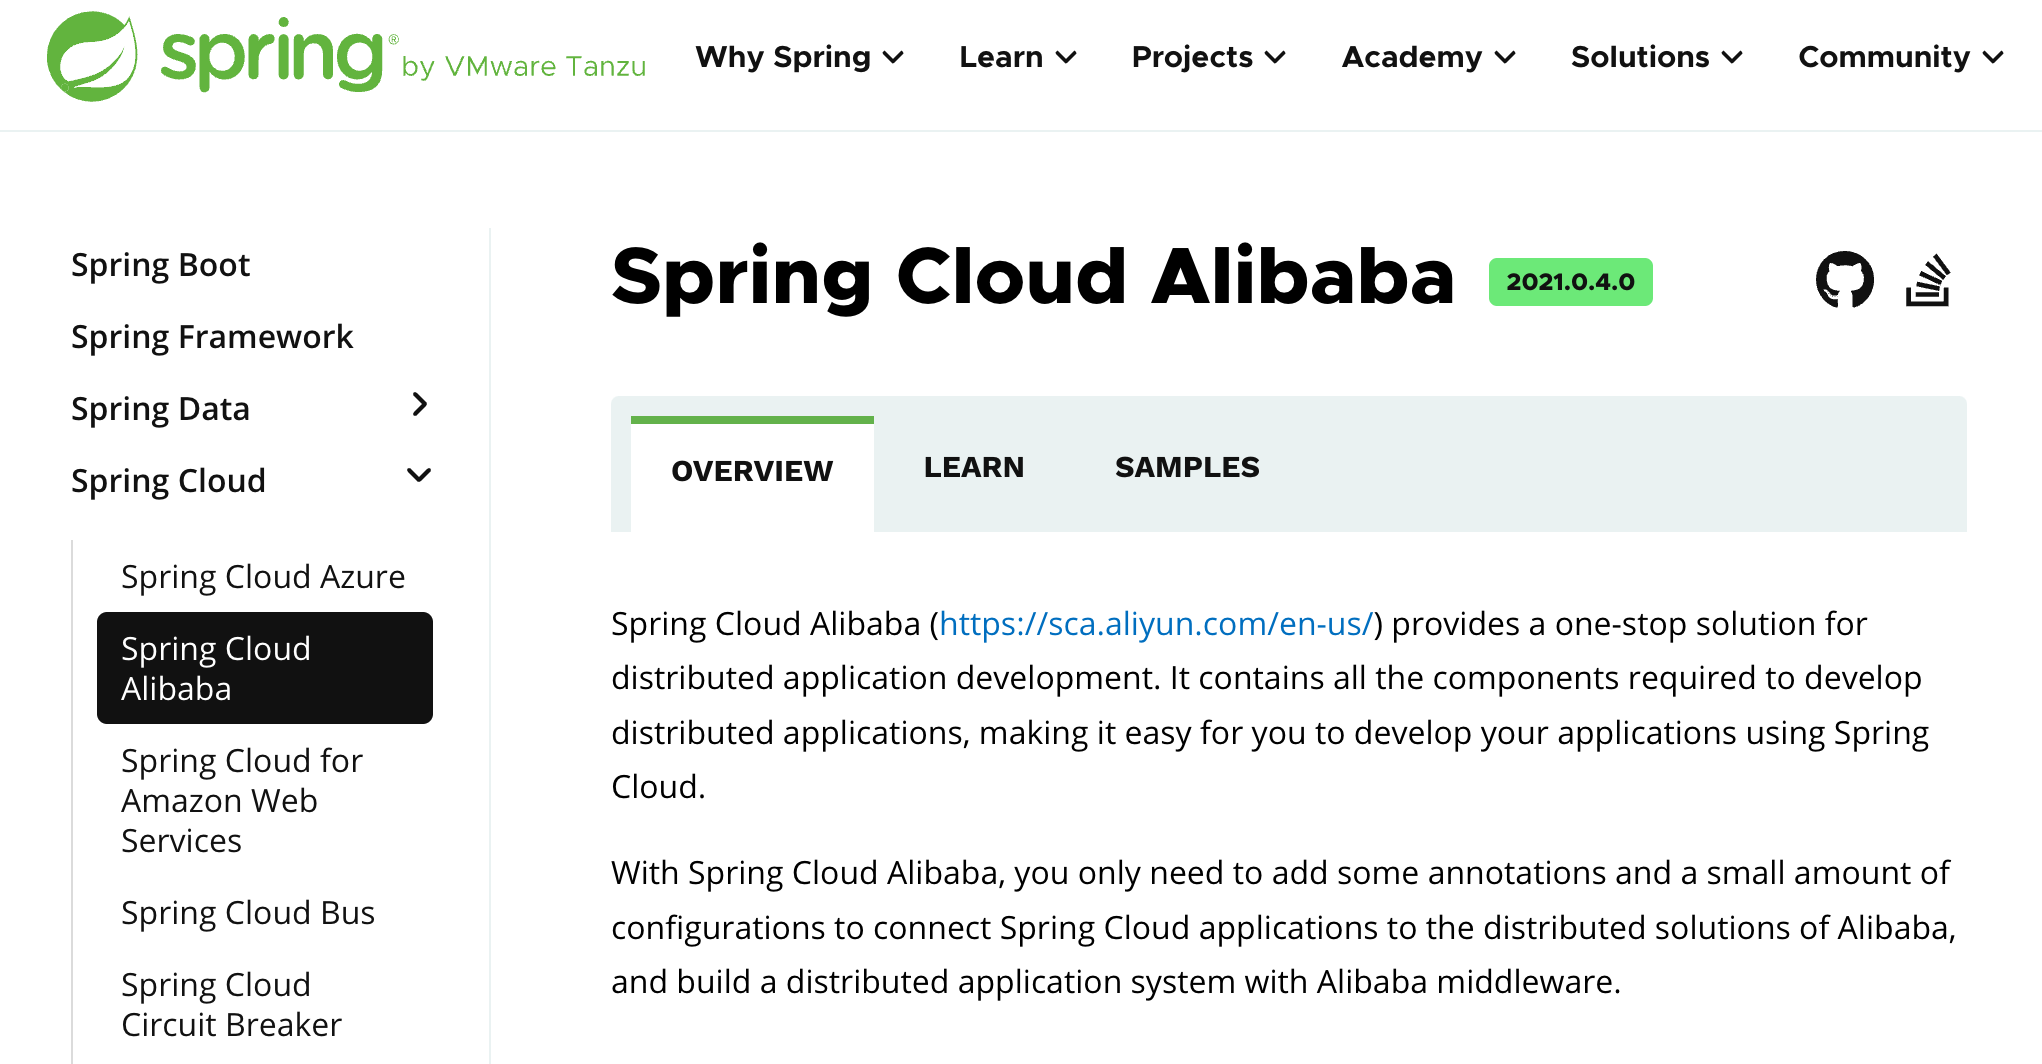 spring® by VMware Tanzu
Why Spring
Learn
Projects
Academy
Solutions
Community
Spring Boot
Spring Framework
Spring Data
Spring Cloud
Spring Cloud Azure
Spring Cloud
Alibaba
Spring Cloud for
Amazon Web
Services
Spring Cloud Bus
Spring Cloud
Circuit Breaker
Spring Cloud Alibaba 2021.0.4.0
OVERVIEW
LEARN
SAMPLES
Spring Cloud Alibaba (https://sca.aliyun.com/en-us/) provides a one-stop solution for
distributed application development. It contains all the components required to develop
distributed applications, making it easy for you to develop your applications using Spring
Cloud.
With Spring Cloud Alibaba, you only need to add some annotations and a small amount of
configurations to connect Spring Cloud applications to the distributed solutions of Alibaba,
and build a distributed application system with Alibaba middleware.